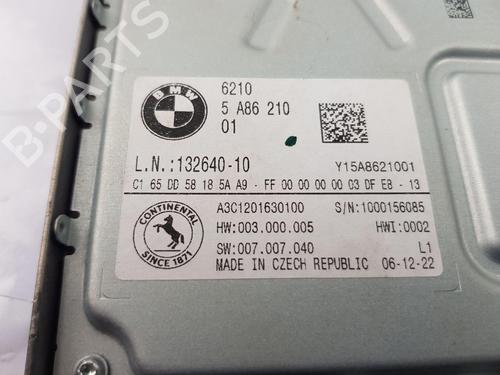 BMW
6210
5 A86 210
01
L.N.:132640-10
Y15A8621001
C1 65 DD 58 18 5A A9 - FF 00 00 00 00 03 DF E8 - 13
CONTINENTAL
SINCE 1871
A3C1201630100
S/N:1000156085
HW:003.000.005
HWI:0002
SW:007.007.040
L1
MADE IN CZECH REPUBLIC
06-12-22
B-PARTS